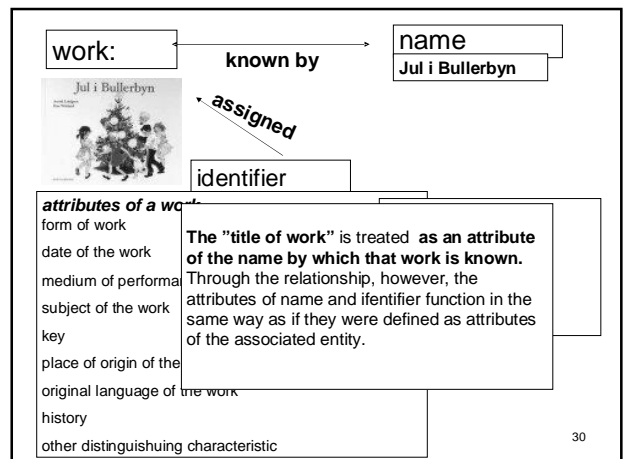 work:
known by
name
Jul i Bullerbyn
Jul i Bullerbyn
assigned
identifier
attributes of a work
form of work
date of the work
medium of performa
subject of the work
key
place of origin of the
original language of the work
history
other distinguishuing characteristic
The ”title of work” is treated as an attribute
of the name by which that work is known.
Through the relationship, however, the
attributes of name and ifentifier function in the
same way as if they were defined as attributes
of the associated entity.
30